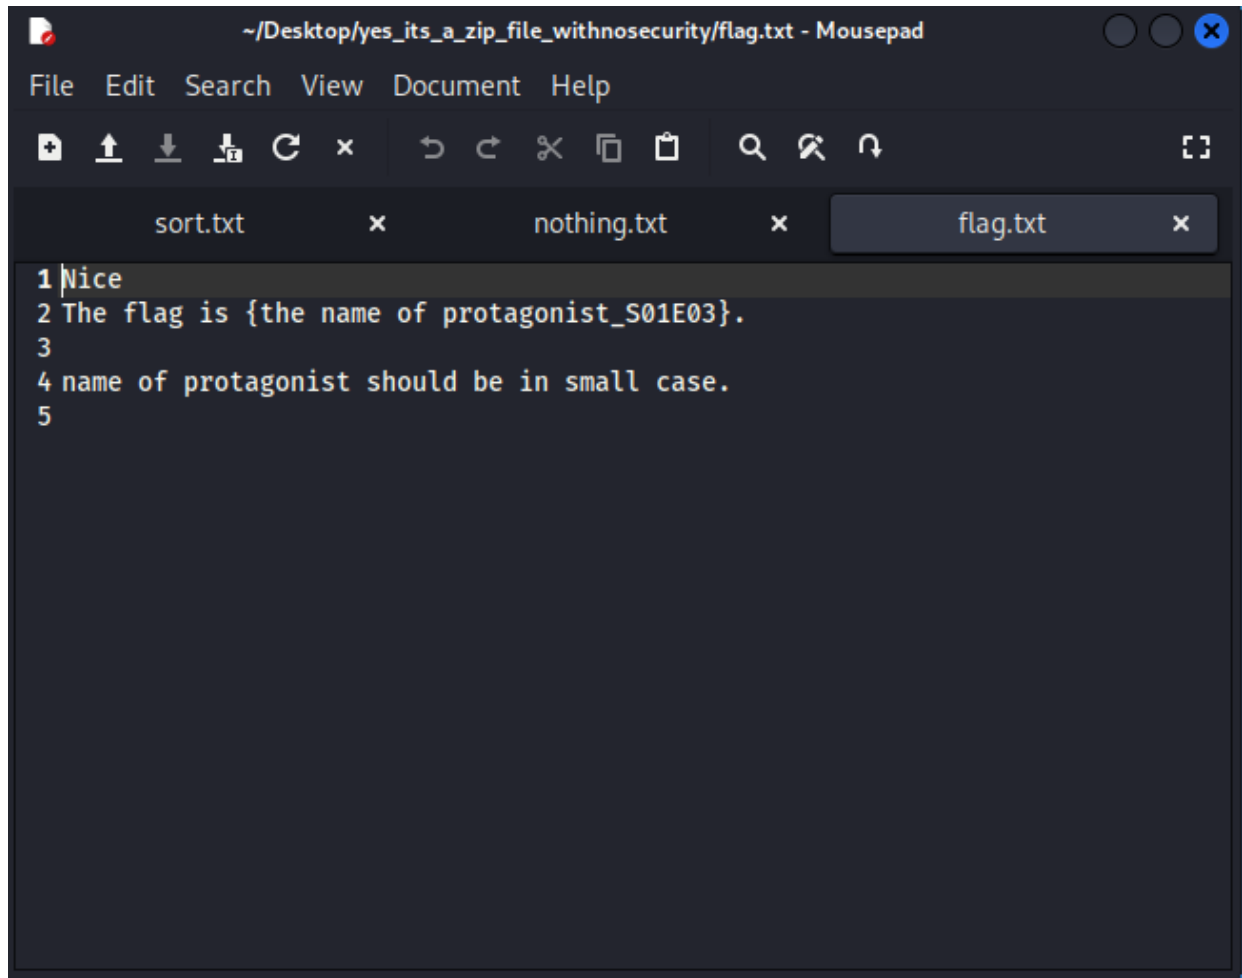 ~/Desktop/yes_its_a_zip_file_withnosecurity/flag.txt - Mousepad
File Edit Search View Document Help
sort.txt nothing.txt flag.txt
1 Nice
2 The flag is {the name of protagonist_S01E03}.
3
4 name of protagonist should be in small case.
5